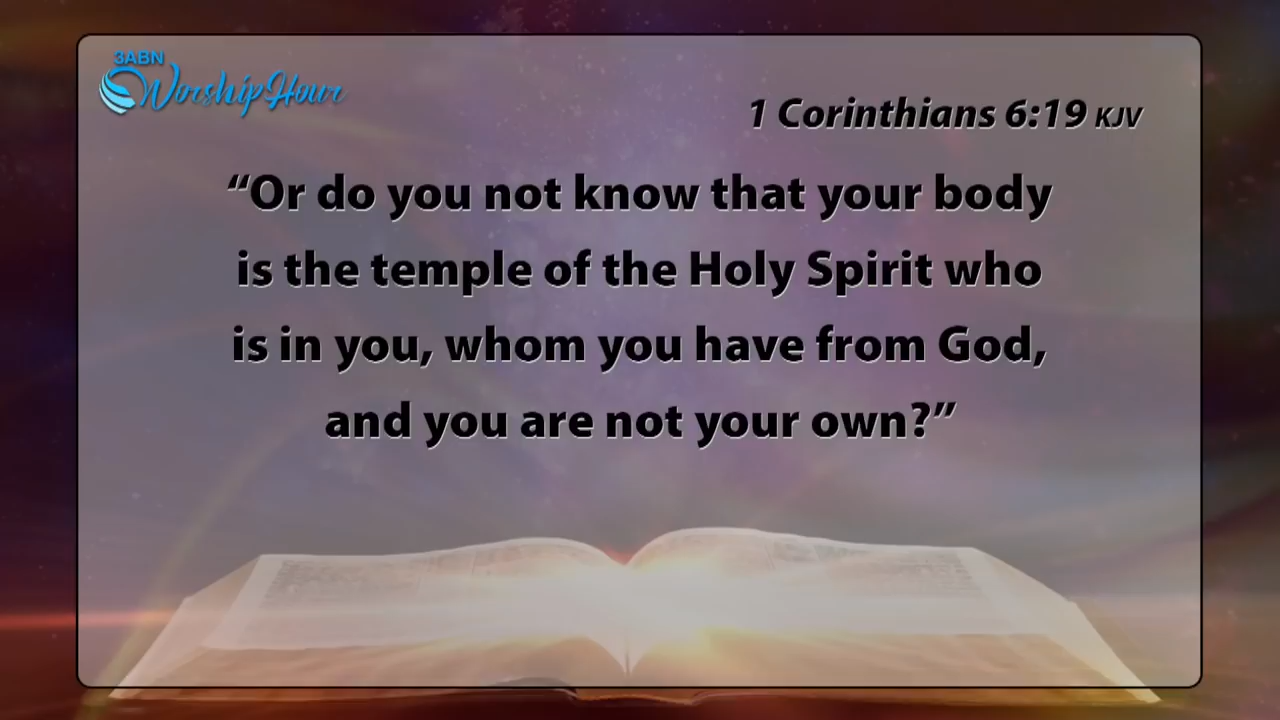 3ABN
Worship Hour
1 Corinthians 6:19 KJV
“Or do you not know that your body
is the temple of the Holy Spirit who
is in you, whom you have from God,
and you are not your own?”